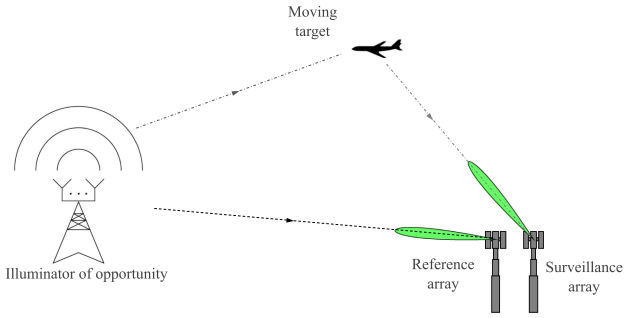 Moving
target
Illuminator of opportunity
Reference
array
Surveillance
array